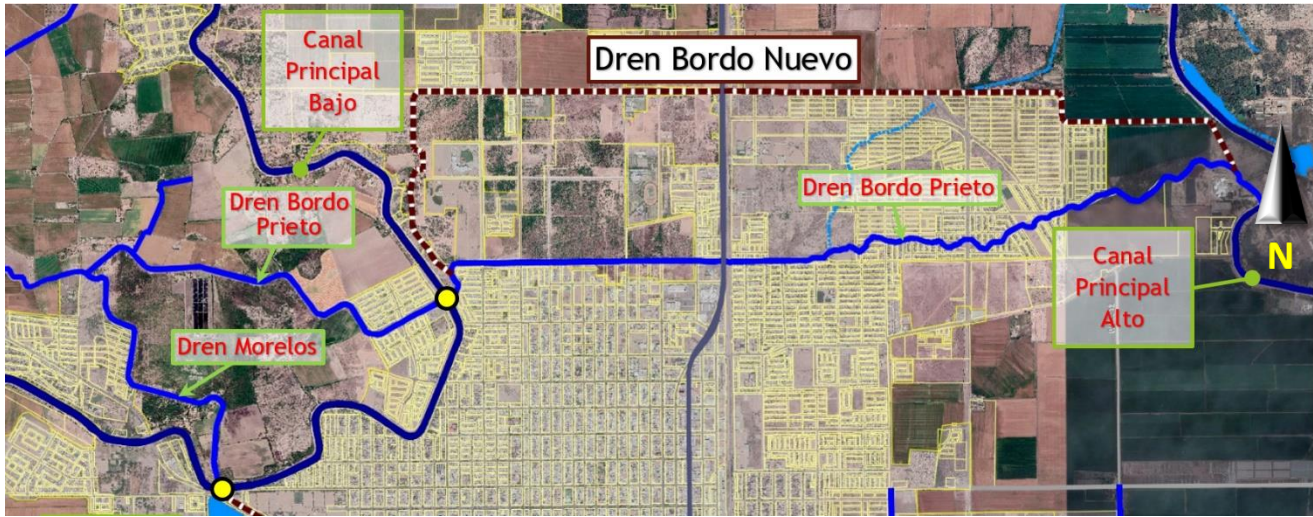 Canal
Principal
Bajo
Dren Bordo Nuevo
Dren Bordo
Prieto
Dren Bordo Prieto
Dren Morelos
Canal
Principal
Alto
N